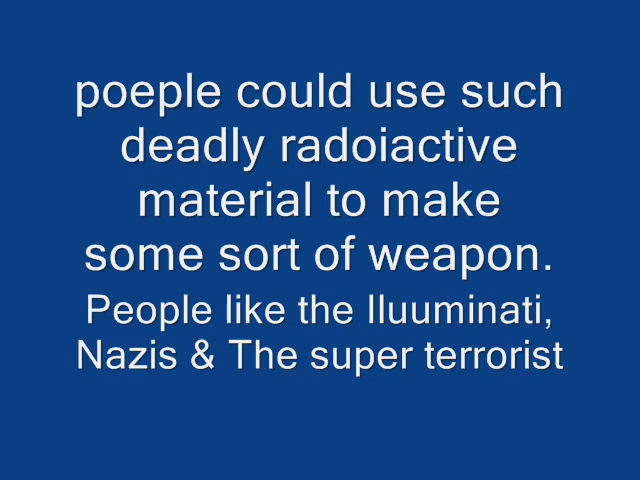 poeple could use such
deadly radoiactive
material to make
some sort of weapon.
People like the Iluuminati,
Nazis & The super terrorist